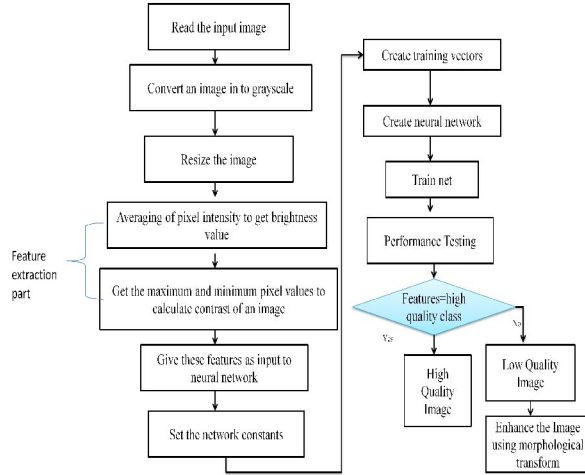 Read the input image
Convert an image in to grayscale
Resize the image
Averaging of pixel intensity to get brightness
value
Feature
extraction
part
Get the maximum and minimum pixel values to
calculate contrast of an image
Give these features as input to
neural network
Set the network constants
Create training vectors
Create neural network
Train net
Performance Testing
Features=high
quality class
Yes
No
High
Quality
Image
Low Quality
Image
Enhance the Image
using morphological
transform